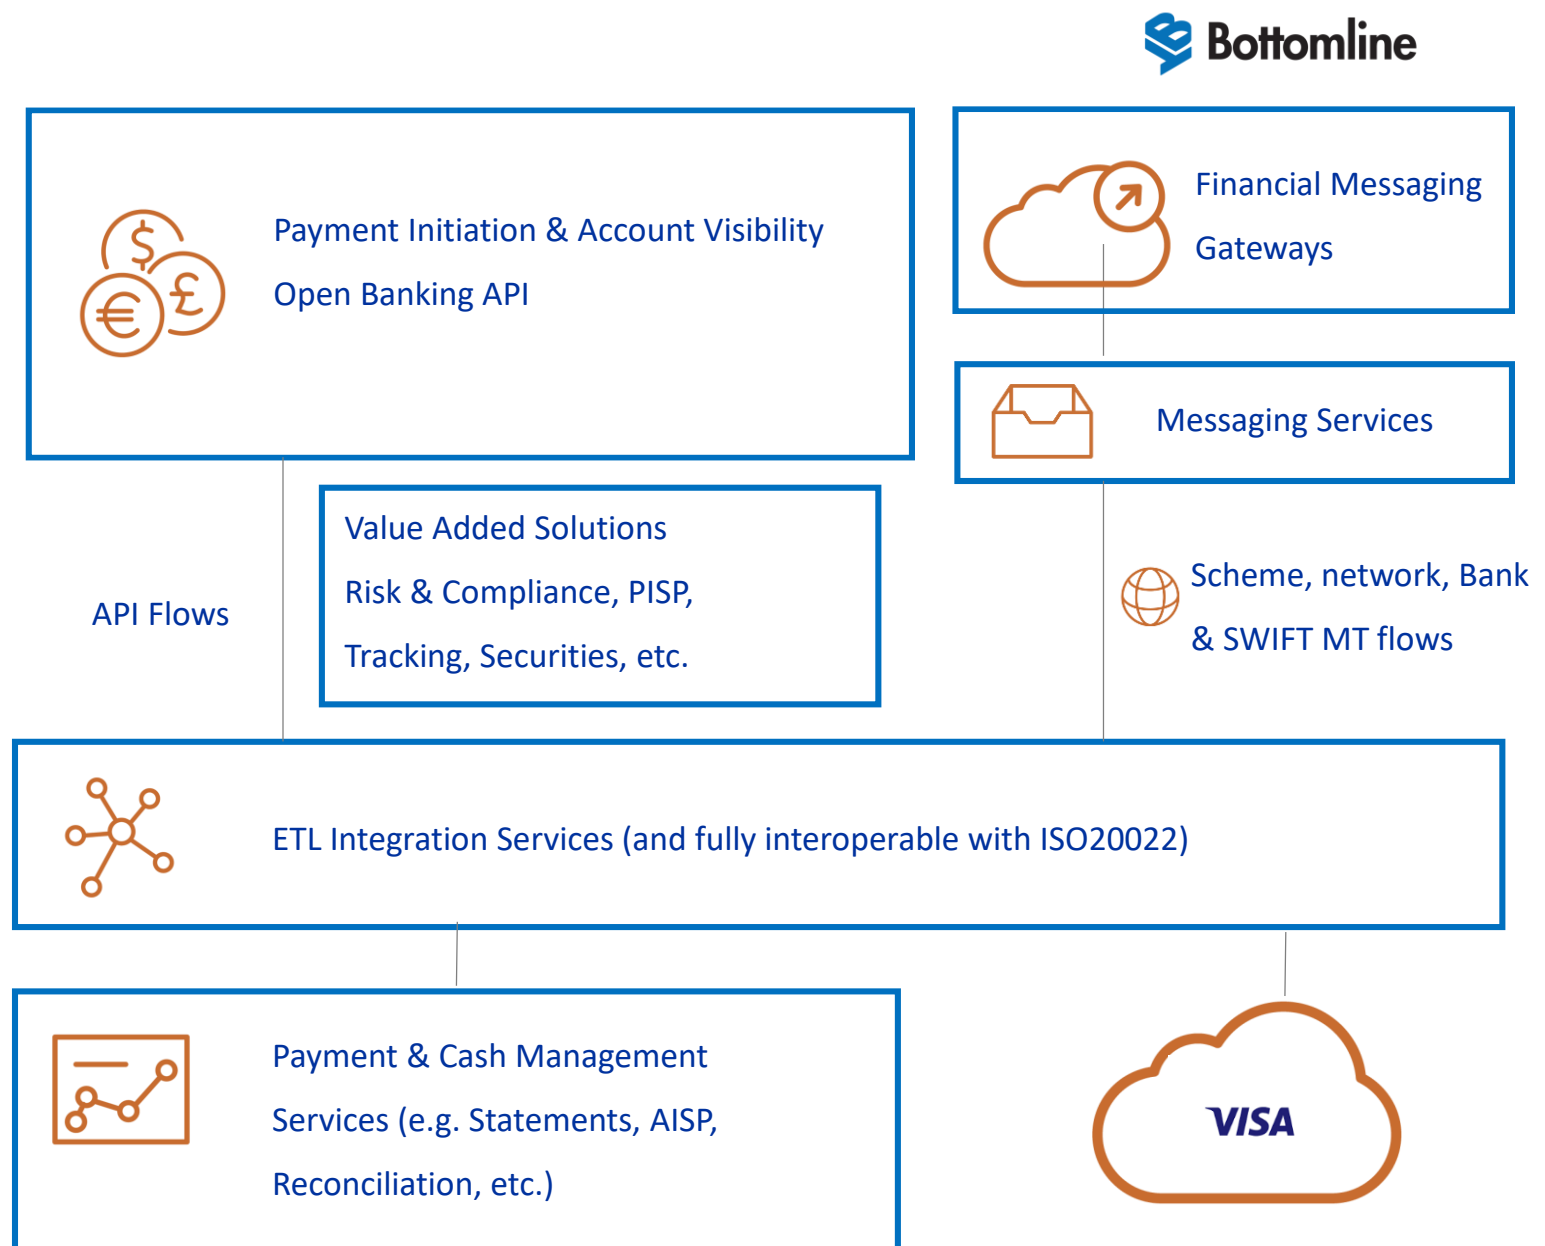 Bottomline
Payment Initiation & Account Visibility
Open Banking API
$
£
€
Financial Messaging
Gateways
Messaging Services
Value Added Solutions
Risk & Compliance, PISP,
Tracking, Securities, etc.
API Flows
Scheme, network, Bank
& SWIFT MT flows
ETL Integration Services (and fully interoperable with ISO20022)
Payment & Cash Management
Services (e.g. Statements, AISP,
Reconciliation, etc.)
VISA